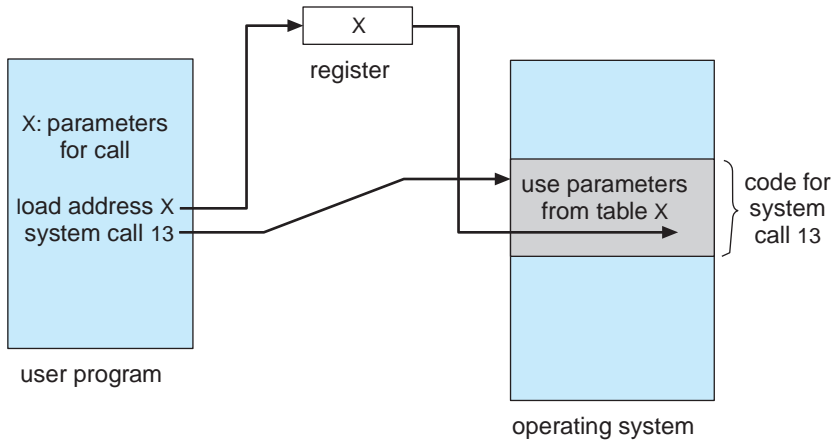 X
register
X: parameters
for call
load address X
system call 13
user program
use parameters
from table X
code for
system
call 13
operating system